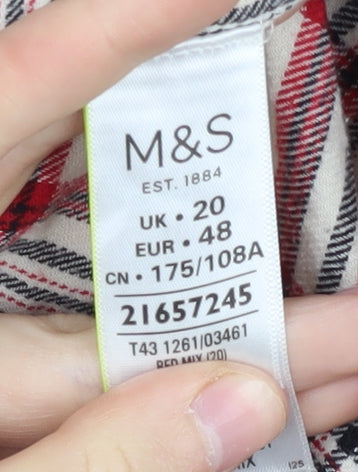 M&S
EST. 1884
UK • 20
EUR • 48
CN • 175/108A
21657245
T43 1261/03461
RED MIX (20)